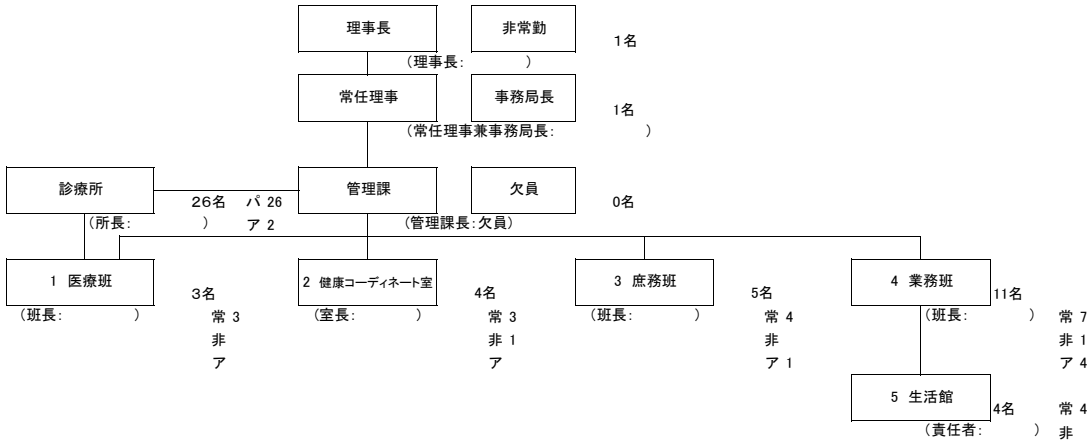 理事長 非常勤 1名
(理事長: )
常任理事 事務局長 1名
(常任理事兼事務局長: )
診療所 26名 パ 26 管理課 欠員 0名
(所長: ) ア 2 (管理課長:欠員)
1 医療班 3名 2 健康コーディネート室 4名 3 庶務班 5名 4 業務班 11名
(班長: ) 常 3 (室長: ) 常 3 (班長: ) 常 4 (班長: ) 常 7
非 非 1 非 非 1
ア ア ア 1 ア 4
5 生活館 4名 常 4
(責任者: ) 非